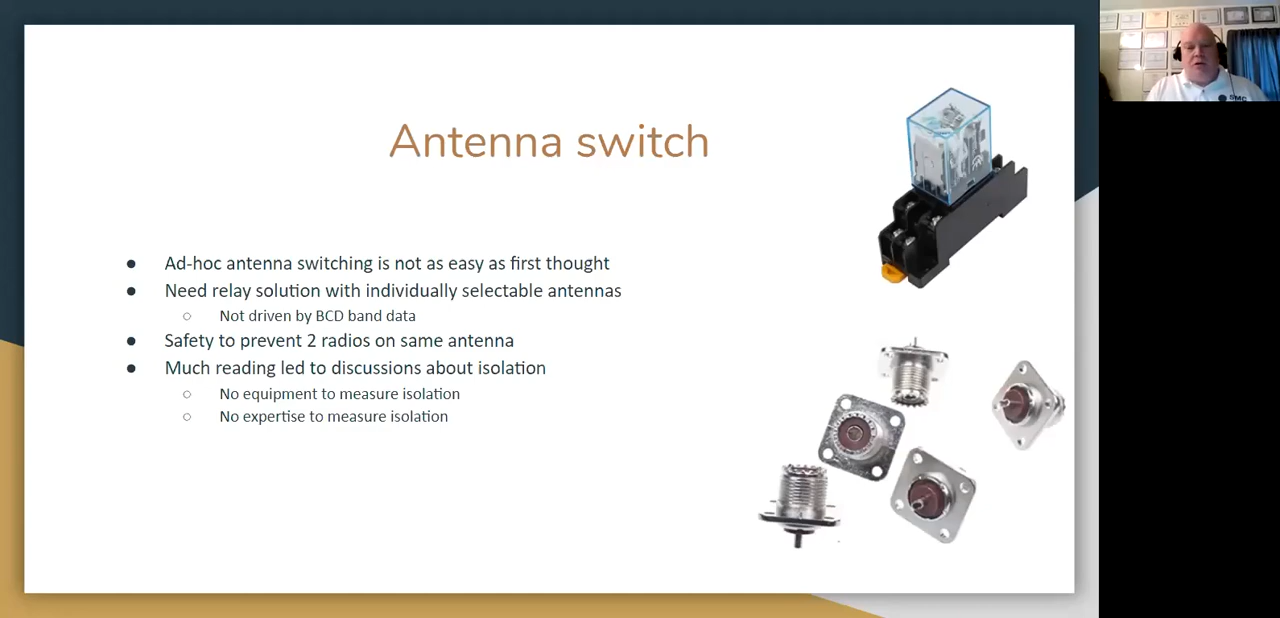 Antenna switch
● Ad-hoc antenna switching is not as easy as first thought
● Need relay solution with individually selectable antennas
○ Not driven by BCD band data
● Safety to prevent 2 radios on same antenna
● Much reading led to discussions about isolation
○ No equipment to measure isolation
○ No expertise to measure isolation